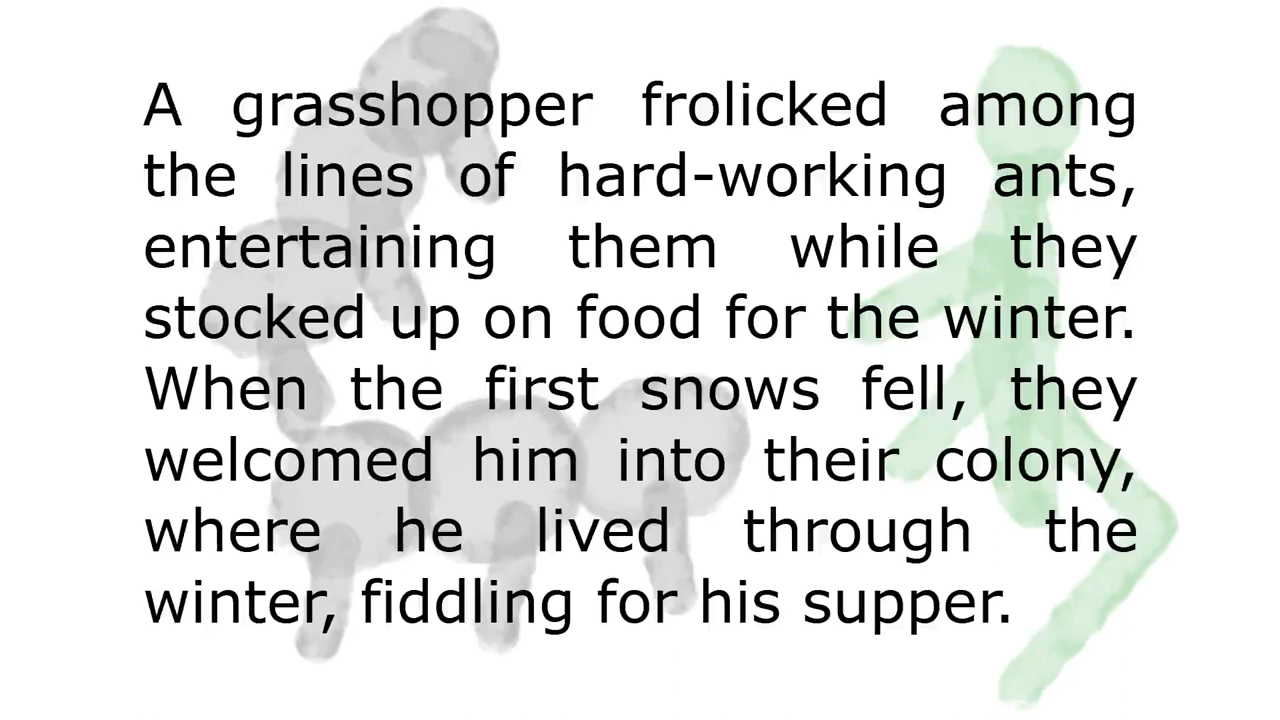 A grasshopper frolicked among
the lines of hard-working ants,
entertaining them while they
stocked up on food for the winter.
When the first snows fell, they
welcomed him into their colony,
where he lived through the
winter, fiddling for his supper.